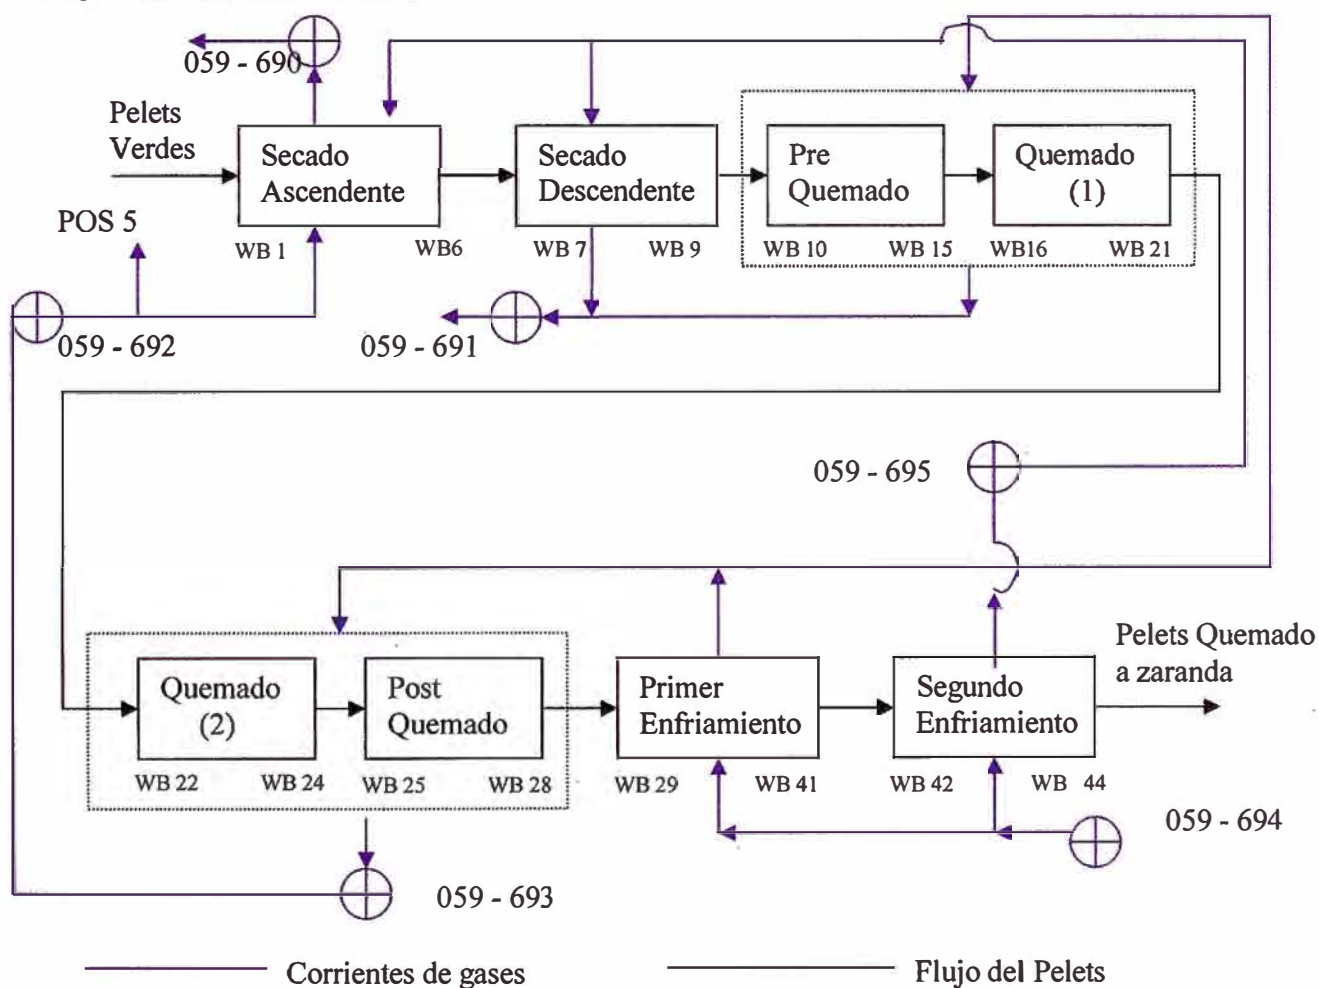 059 - 690
Pelets
Verdes
Secado
Ascendente
Secado
Descendente
Pre
Quemado
Quemado
(1)
POS 5
WB 1
WB6
WB 7
WB 9
WB 10
WB 15
WB16
WB 21
059 - 692
059 - 691
059 - 695
Pelets Quemado
a zaranda
Quemado
(2)
Post
Quemado
Primer
Enfriamiento
Segundo
Enfriamiento
WB 22
WB 24
WB 25
WB 28
WB 29
WB 41
WB 42
WB 44
059 - 694
059 - 693
Corrientes de gases
Flujo del Pelets